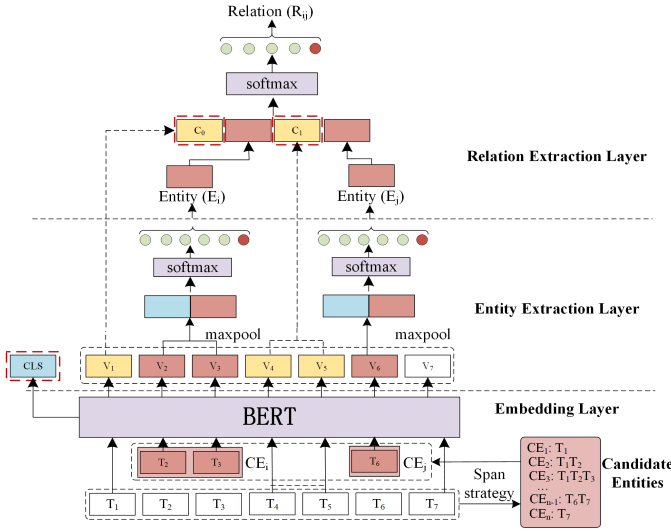 Relation (Rij)
softmax
C0 C1
Relation Extraction Layer
Entity (Ei) Entity (Ej)
softmax softmax
Entity Extraction Layer
maxpool maxpool
CLS V1 V2 V3 V4 V5 V6 V7
Embedding Layer
BERT
T2 T3 CEi T6 CEj
CE1: T1
CE2: T1T2
CE3: T1T2T3
...
CEn-1: T6T7
CEn: T7
Candidate
Entities
Span
strategy
T1 T2 T3 T4 T5 T6 T7